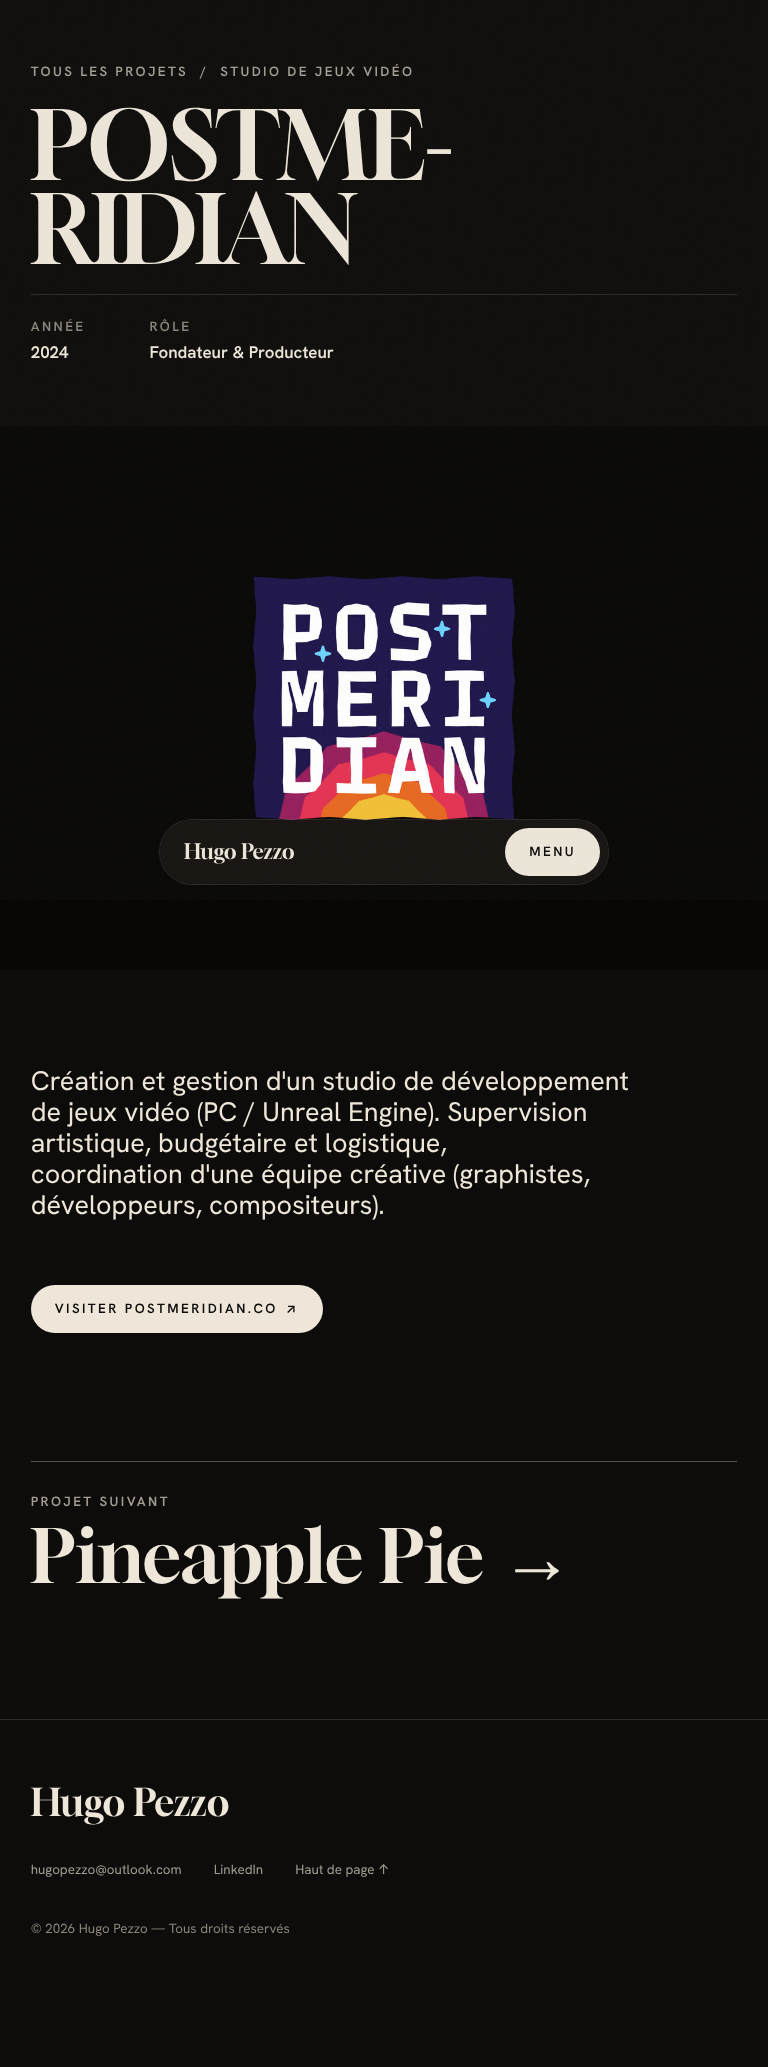 TOUS LES PROJETS / STUDIO DE JEUX VIDÉO
POSTME-
RIDIAN
ANNÉE
2024
RÔLE
Fondateur & Producteur
POST
MERI
DIAN
Hugo Pezzo
MENU
Création et gestion d'un studio de développement
de jeux vidéo (PC / Unreal Engine). Supervision
artistique, budgétaire et logistique,
coordination d'une équipe créative (graphistes,
développeurs, compositeurs).
VISITER POSTMERIDIAN.CO ↗
PROJET SUIVANT
Pineapple Pie →
Hugo Pezzo
hugopezzo@outlook.com LinkedIn Haut de page ↑
© 2026 Hugo Pezzo — Tous droits réservés